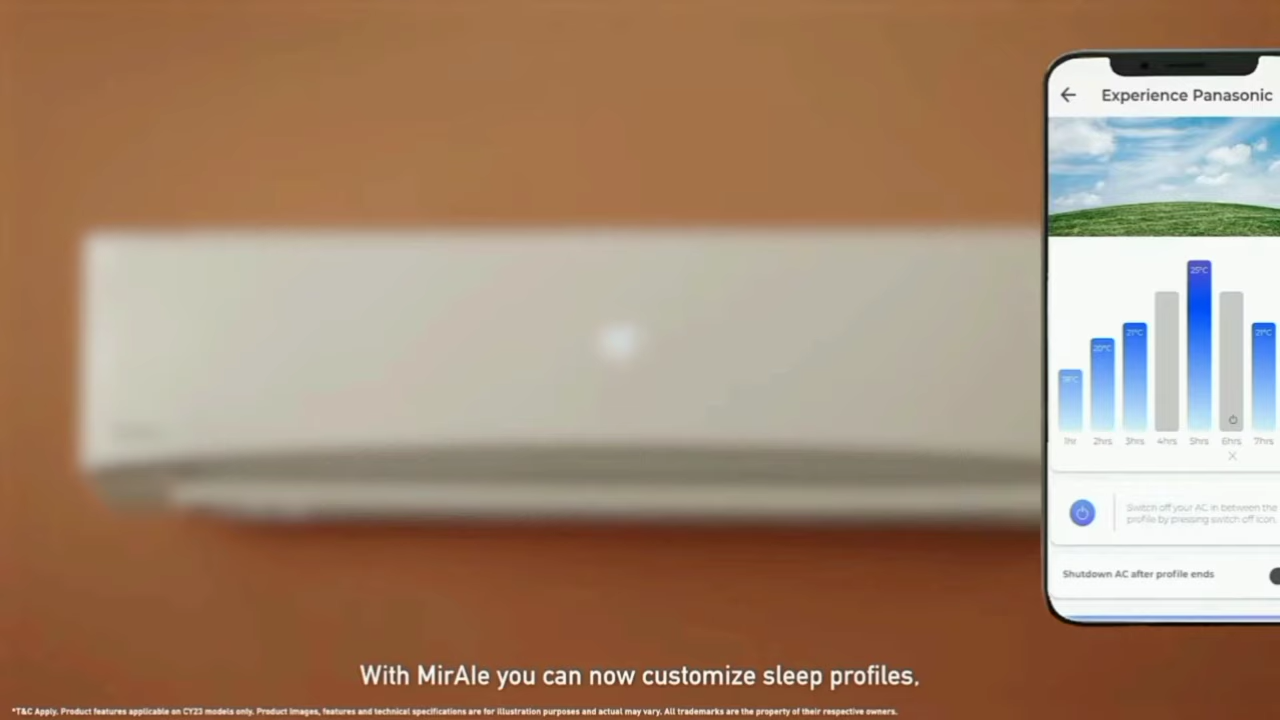 Experience Panasonic
25°C
21°C
21°C
20°C
1hr 2hrs 3hrs 4hrs 5hrs 6hrs 7hrs
Switch off your AC in between the
profile by pressing switch off icon.
Shutdown AC after profile ends
With MirAIe you can now customize sleep profiles,
*T&C Apply. Product features applicable on CY23 models only. Product images, features and technical specifications are for illustration purposes and actual may vary. All trademarks are the property of their respective owners.